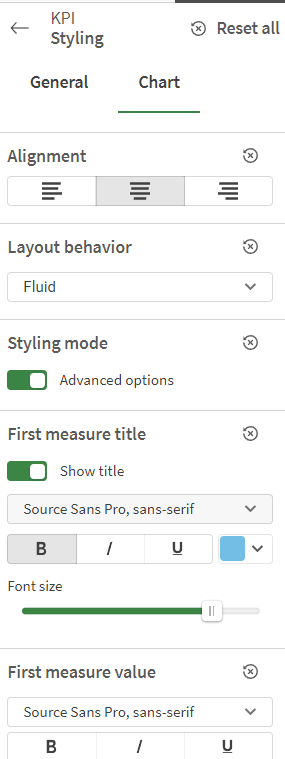 KPI
Styling
Reset all
General
Chart
Alignment
Layout behavior
Fluid
Styling mode
Advanced options
First measure title
Show title
Source Sans Pro, sans-serif
B I U
Font size
First measure value
Source Sans Pro, sans-serif
B I U